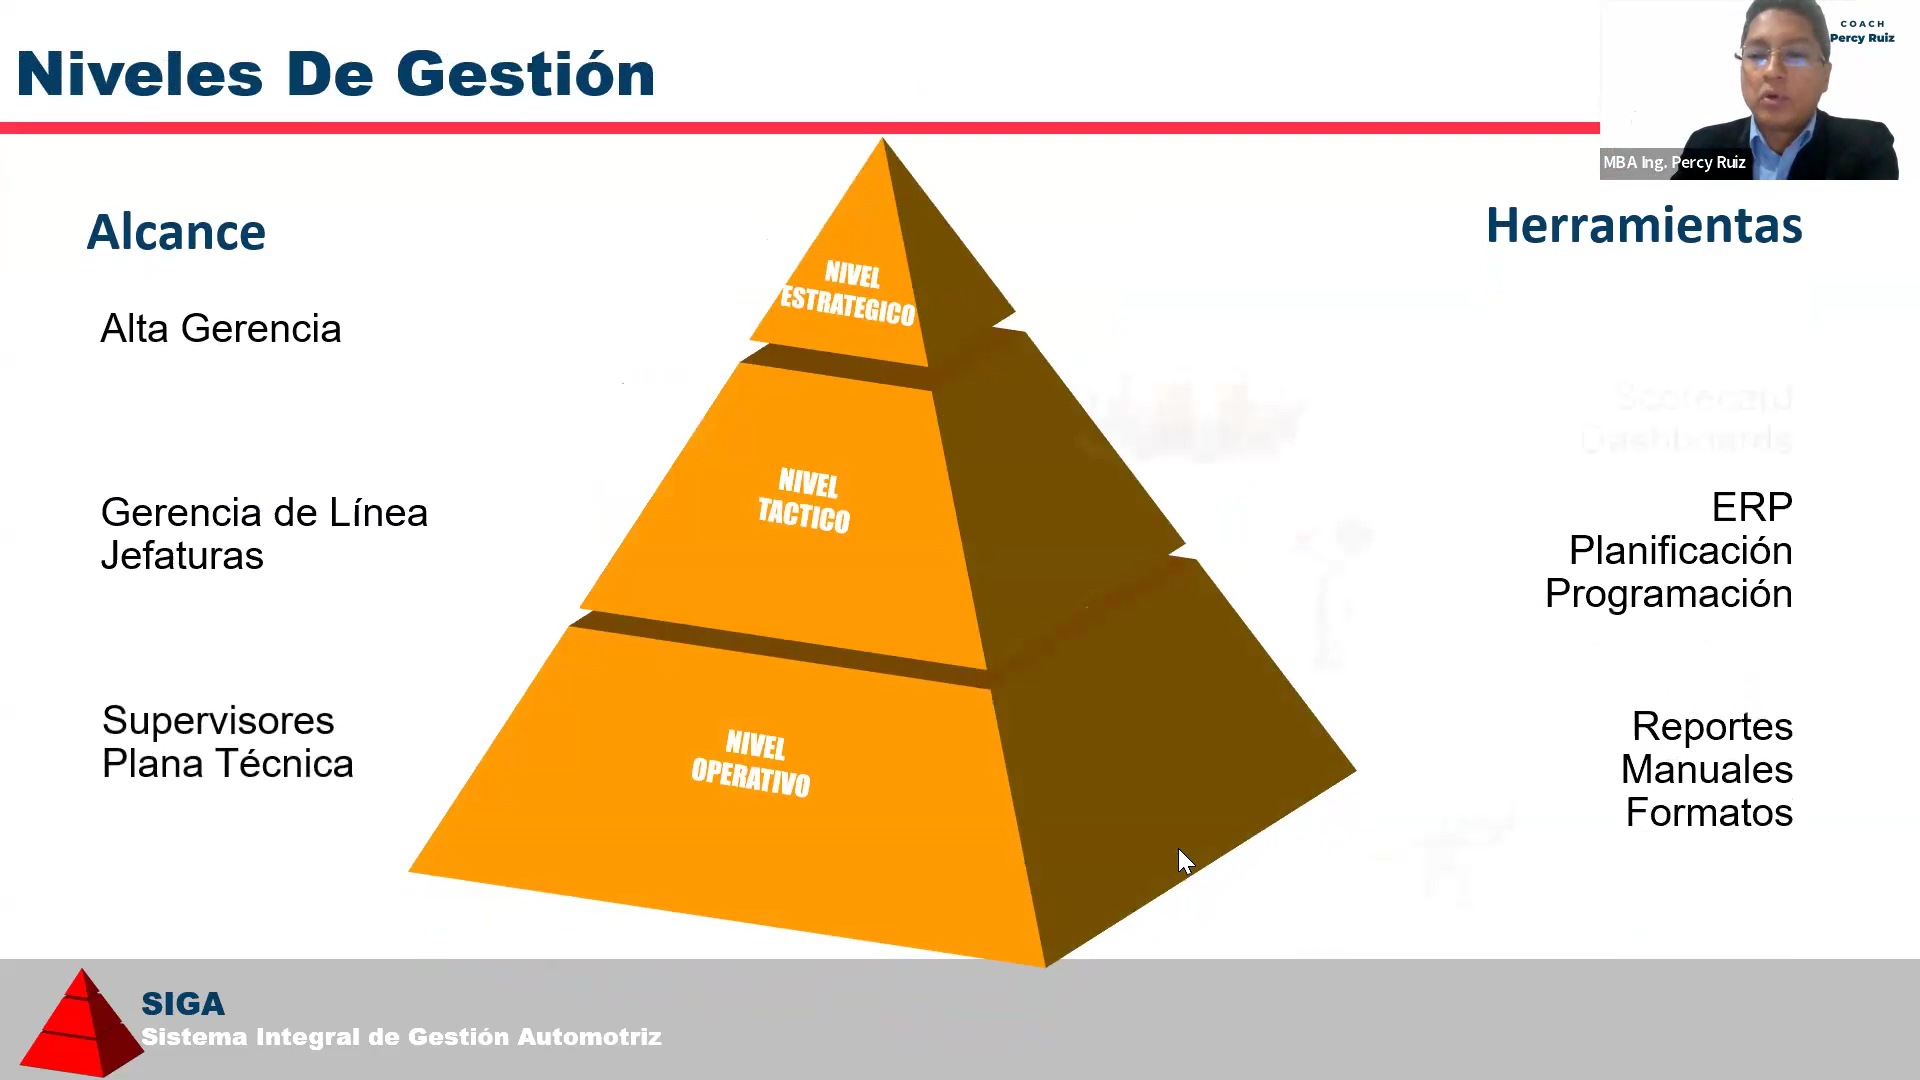 Niveles De Gestión
COACH
Percy Ruiz
MBA Ing. Percy Ruiz
Alcance
Herramientas
NIVEL
ESTRATEGICO
Alta Gerencia
Scorecard
Dashboards
NIVEL
TACTICO
Gerencia de Línea
Jefaturas
ERP
Planificación
Programación
NIVEL
OPERATIVO
Supervisores
Plana Técnica
Reportes
Manuales
Formatos
SIGA
Sistema Integral de Gestión Automotriz